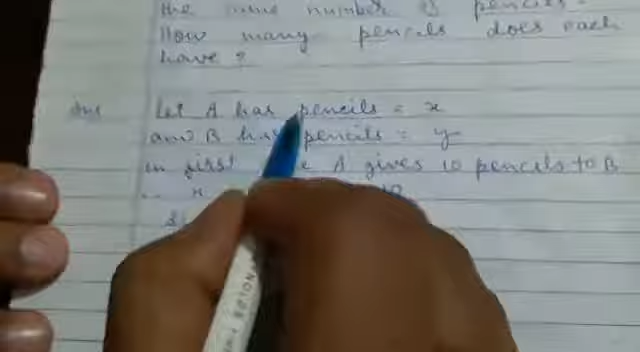 the same number of pencils.
How many pencils does each
have?
Ans Let A has pencils = x
and B has pencils = y
in first A gives 10 pencils to B
x 10